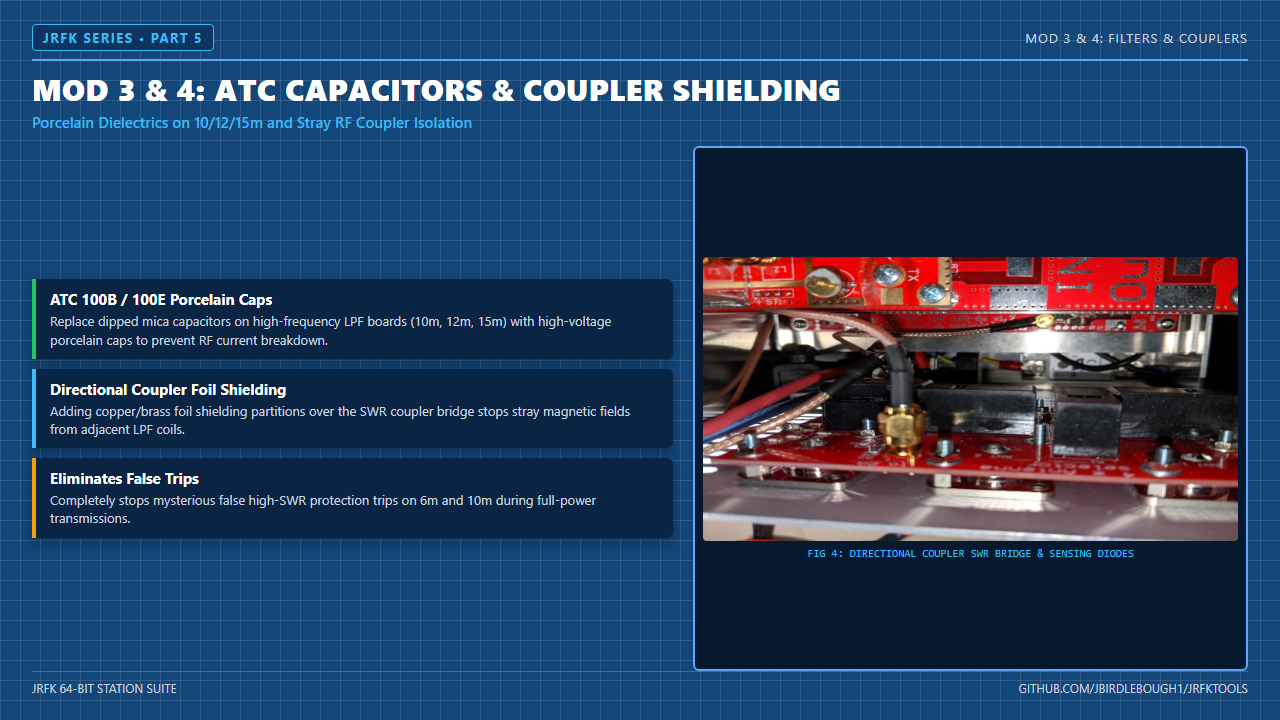 JRFK SERIES • PART 5
MOD 3 & 4: FILTERS & COUPLERS
MOD 3 & 4: ATC CAPACITORS & COUPLER SHIELDING
Porcelain Dielectrics on 10/12/15m and Stray RF Coupler Isolation
ATC 100B / 100E Porcelain Caps
Replace dipped mica capacitors on high-frequency LPF boards (10m, 12m, 15m) with high-voltage
porcelain caps to prevent RF current breakdown.
Directional Coupler Foil Shielding
Adding copper/brass foil shielding partitions over the SWR coupler bridge stops stray magnetic fields
from adjacent LPF coils.
Eliminates False Trips
Completely stops mysterious false high-SWR protection trips on 6m and 10m during full-power
transmissions.
L2
TX
FIG 4: DIRECTIONAL COUPLER SWR BRIDGE & SENSING DIODES
JRFK 64-BIT STATION SUITE
GITHUB.COM/JBIRDLEBOUGH1/JRFKTOOLS